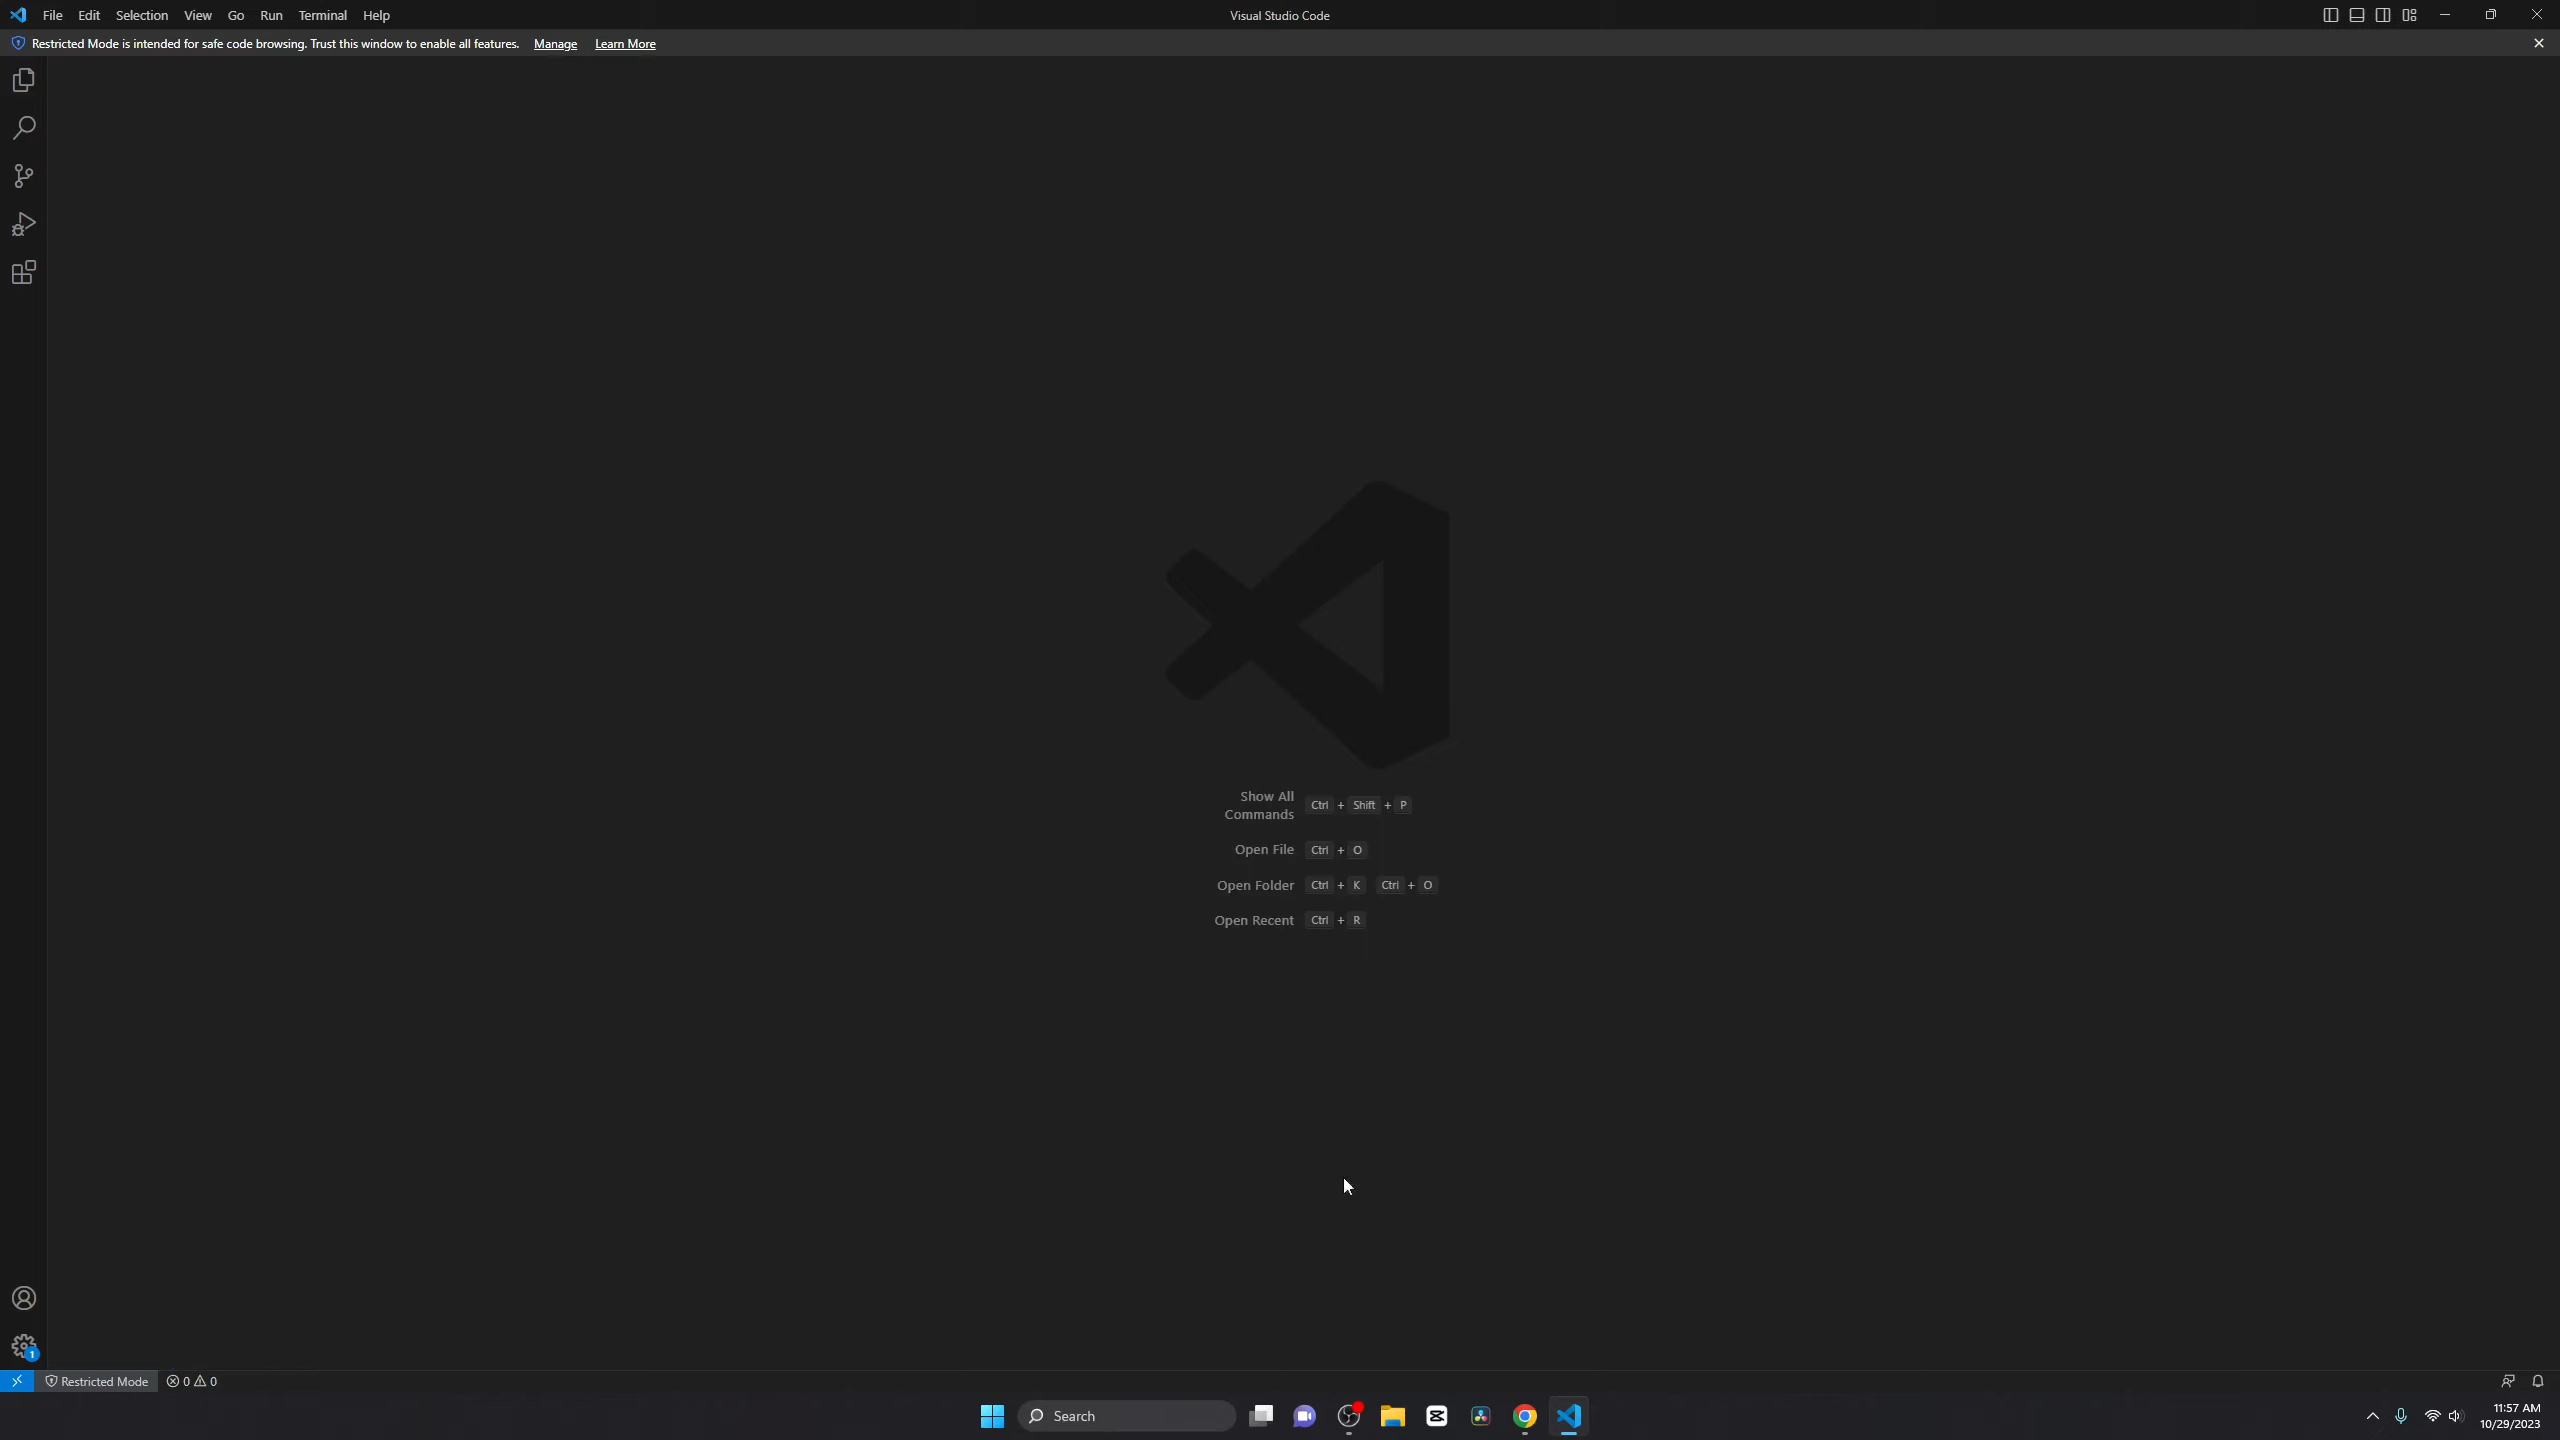 File Edit Selection View Go Run Terminal Help
Visual Studio Code
Restricted Mode is intended for safe code browsing. Trust this window to enable all features. Manage Learn More
Show All Commands Ctrl + Shift + P
Open File Ctrl + O
Open Folder Ctrl + K Ctrl + O
Open Recent Ctrl + R
1
Restricted Mode 0 0
Search
11:57 AM
10/29/2023